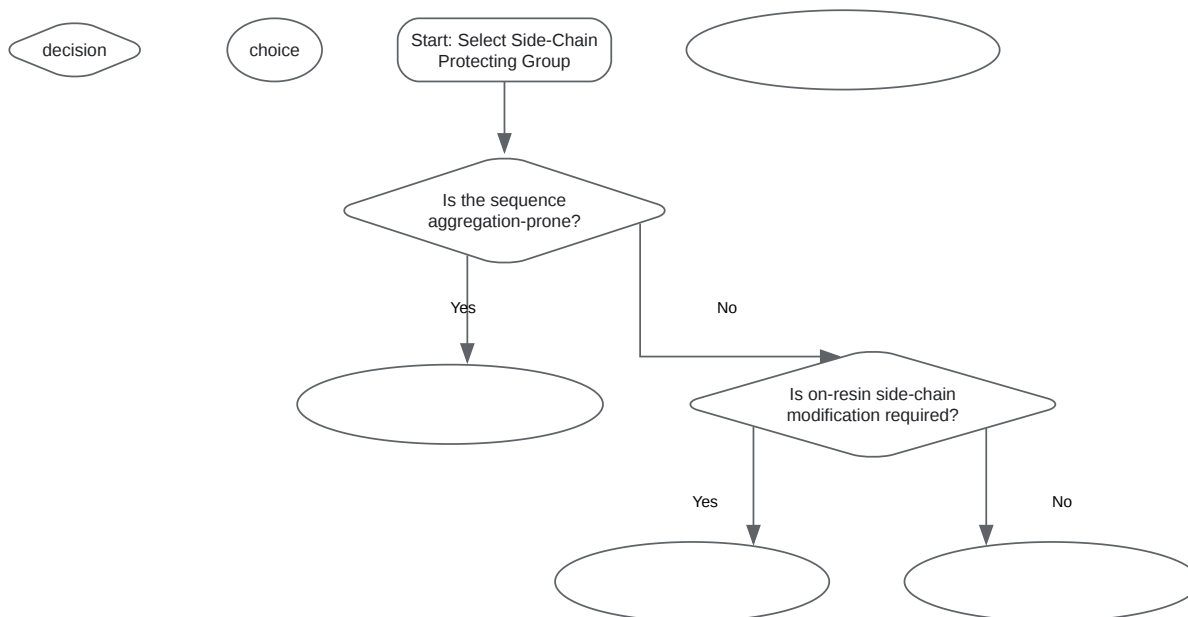 decision
choice
Start: Select Side-Chain
Protecting Group
Is the sequence
aggregation-prone?
Yes
No
Is on-resin side-chain
modification required?
Yes
No